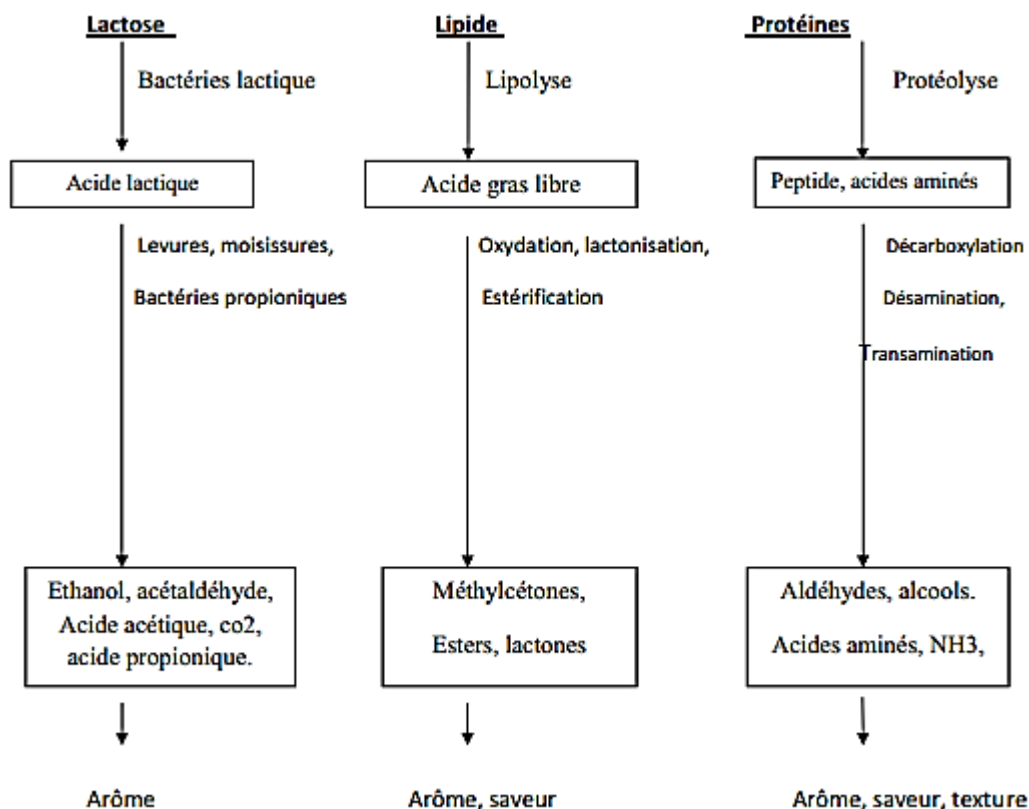 Lactose
Bactéries lactique
Acide lactique
Levures, moisissures,
Bactéries propioniques
Ethanol, acétaldéhyde,
Acide acétique, co2,
acide propionique.
Arôme
Lipide
Lipolyse
Acide gras libre
Oxydation, lactonisation,
Estérification
Méthylcétones,
Esters, lactones
Arôme, saveur
Protéines
Protéolyse
Peptide, acides aminés
Décarboxylation
Désamination,
Transamination
Aldéhydes, alcools.
Acides aminés, NH3,
Arôme, saveur, texture